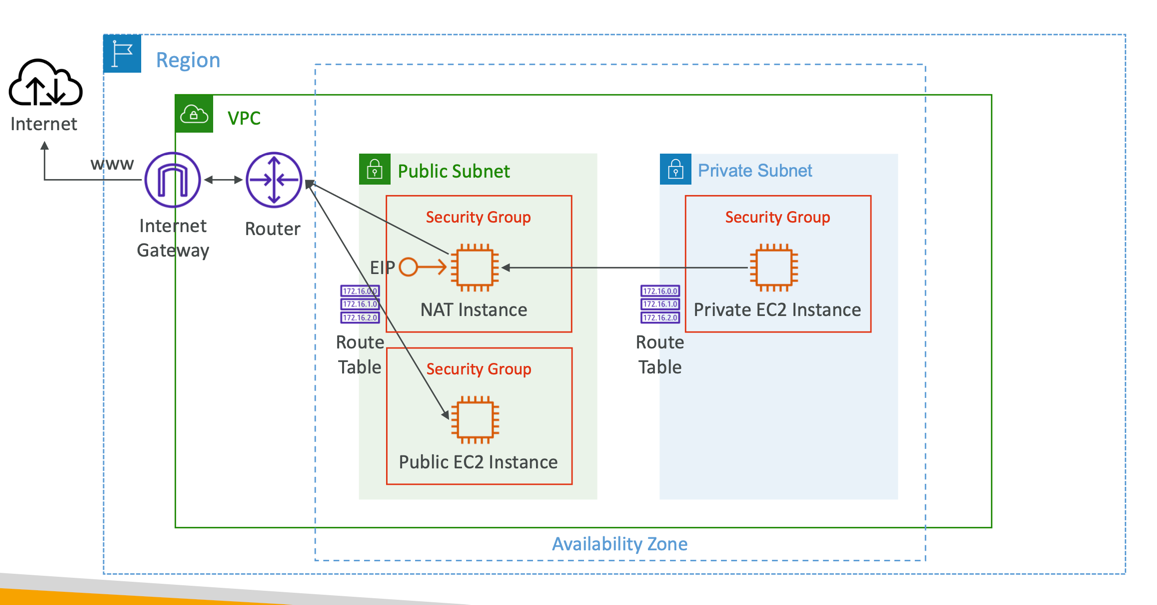 Region
Internet
VPC
www
Internet
Gateway
Router
Public Subnet
Security Group
EIP
NAT Instance
172.16.0.0
172.16.1.0
172.16.2.0
Route
Table
Security Group
Public EC2 Instance
Private Subnet
Security Group
Private EC2 Instance
172.16.0.0
172.16.1.0
172.16.2.0
Route
Table
Availability Zone